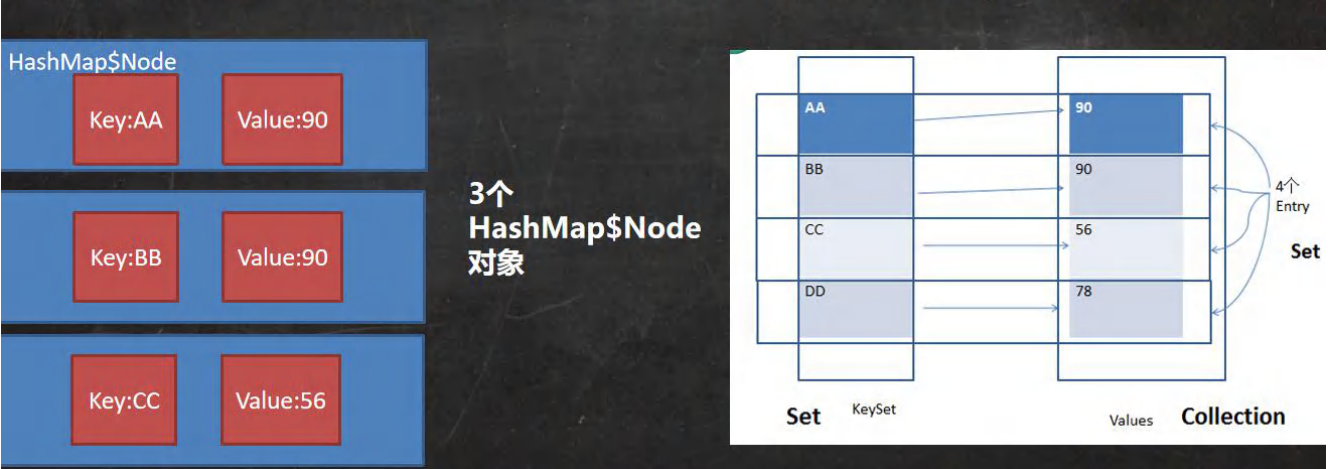 HashMap$Node
Key:AA
Value:90
Key:BB
Value:90
Key:CC
Value:56
3个
HashMap$Node
对象
AA
90
BB
90
CC
56
DD
78
4个
Entry
Set
Set
KeySet
Values
Collection